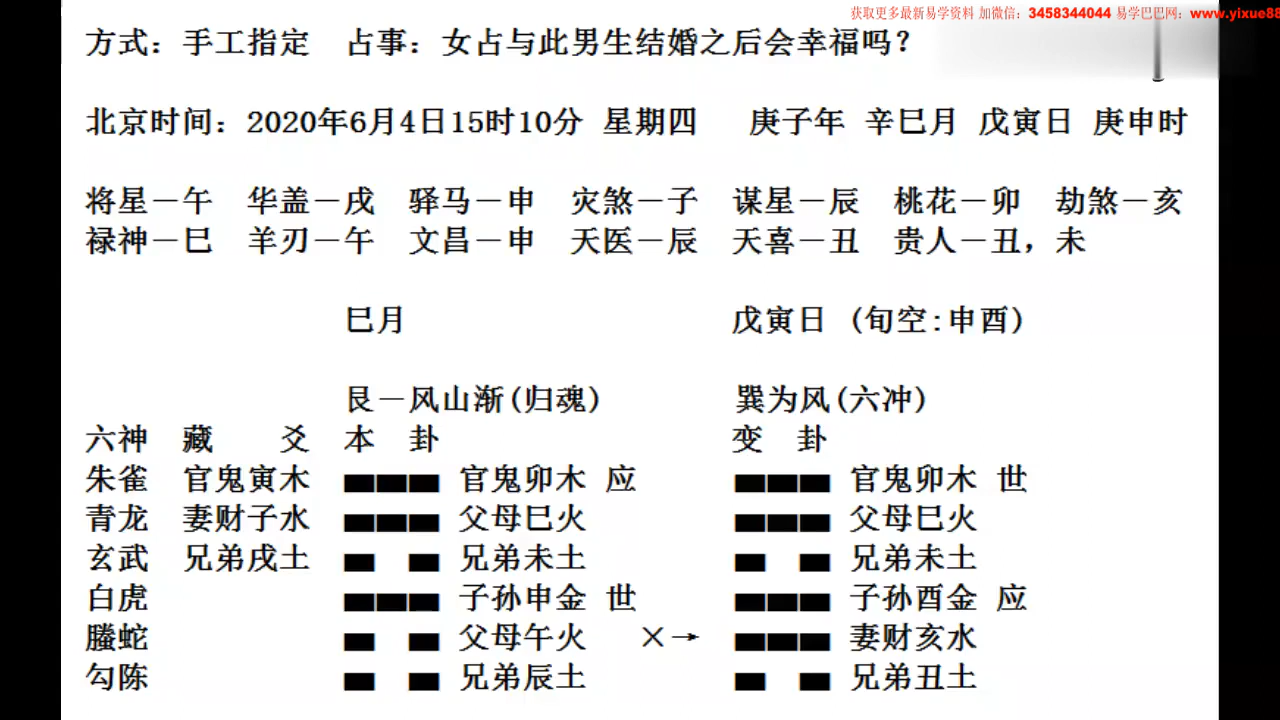 获取更多最新易学资料 加微信：3458344044 易学巴巴网：www.yixue88
方式：手工指定 占事：女占与此男生结婚之后会幸福吗？
北京时间：2020年6月4日15时10分 星期四 庚子年 辛巳月 戊寅日 庚申时
将星－午 华盖－戌 驿马－申 灾煞－子 谋星－辰 桃花－卯 劫煞－亥
禄神－巳 羊刃－午 文昌－申 天医－辰 天喜－丑 贵人－丑，未
巳月 戊寅日 (旬空:申酉)
艮－风山渐(归魂) 巽为风(六冲)
六神 藏 爻 本 卦 变 卦
朱雀 官鬼寅木 官鬼卯木 应 官鬼卯木 世
青龙 妻财子水 父母巳火 父母巳火
玄武 兄弟戌土 兄弟未土 兄弟未土
白虎 子孙申金 世 子孙酉金 应
螣蛇 父母午火 ×→ 妻财亥水
勾陈 兄弟辰土 兄弟丑土